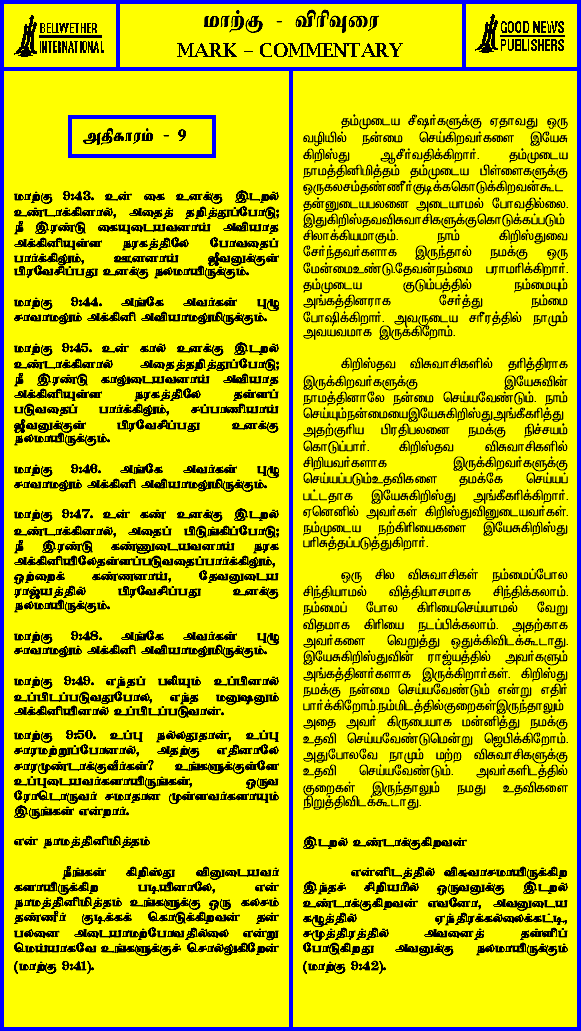 BELLWETHER
INTERNATIONAL
மாற்கு - விரிவுரை
MARK – COMMENTARY
GOOD NEWS
PUBLISHERS
அதிகாரம் - 9
மாற்கு 9:43. உன் கை உனக்கு இடறல்
உண்டாக்கினால், அதைத் தறித்துப்போடு;
நீ இரண்டு கையுடையவனாய் அவியாத
அக்கினியுள்ள நரகத்திலே போவதைப்
பார்க்கிலும், ஊனனாய் ஜீவனுக்குள்
பிரவேசிப்பது உனக்கு நலமாயிருக்கும்.
மாற்கு 9:44. அங்கே அவர்கள் புழு
சாவாமலும் அக்கினி அவியாமலுமிருக்கும்.
மாற்கு 9:45. உன் கால் உனக்கு இடறல்
உண்டாக்கினால் அதைத்தறித்துப்போடு;
நீ இரண்டு காலுடையவனாய் அவியாத
அக்கினியுள்ள நரகத்திலே தள்ளப்
படுவதைப் பார்க்கிலும், சப்பாணியாய்
ஜீவனுக்குள் பிரவேசிப்பது உனக்கு
நலமாயிருக்கும்.
மாற்கு 9:46. அங்கே அவர்கள் புழு
சாவாமலும் அக்கினி அவியாமலுமிருக்கும்.
மாற்கு 9:47. உன் கண் உனக்கு இடறல்
உண்டாக்கினால், அதைப் பிடுங்கிப்போடு;
நீ இரண்டு கண்ணுடையவனாய் நரக
அக்கினியிலேதள்ளப்படுவதைப்பார்க்கிலும்,
ஒற்றைக் கண்ணனாய், தேவனுடைய
ராஜ்யத்தில் பிரவேசிப்பது உனக்கு
நலமாயிருக்கும்.
மாற்கு 9:48. அங்கே அவர்கள் புழு
சாவாமலும் அக்கினி அவியாமலுமிருக்கும்.
மாற்கு 9:49. எந்தப் பலியும் உப்பினால்
உப்பிடப்படுவதுபோல், எந்த மனுஷனும்
அக்கினியினால் உப்பிடப்படுவான்.
மாற்கு 9:50. உப்பு நல்லதுதான், உப்பு
சாரமற்றுப்போனால், அதற்கு எதினாலே
சாரமுண்டாக்குவீர்கள்? உங்களுக்குள்ளே
உப்புடையவர்களாயிருங்கள், ஒருவ
ரோடொருவர் சமாதான முள்ளவர்களாயும்
இருங்கள் என்றார்.
என் நாமத்தினிமித்தம்
நீங்கள் கிறிஸ்து வினுடையவர்
களாயிருக்கிற படியினாலே, என்
நாமத்தினிமித்தம் உங்களுக்கு ஒரு கலசம்
தண்ணீர் குடிக்கக் கொடுக்கிறவன் தன்
பலனை அடையாமற்போவதில்லை என்று
மெய்யாகவே உங்களுக்குச் சொல்லுகிறேன்
(மாற்கு 9:41).
தம்முடைய சீஷர்களுக்கு ஏதாவது ஒரு
வழியில் நன்மை செய்கிறவர்களை இயேசு
கிறிஸ்து ஆசீர்வதிக்கிறார். தம்முடைய
நாமத்தினிமித்தம் தம்முடைய பிள்ளைகளுக்கு
ஒருகலசம்தண்ணீர்குடிக்ககொடுக்கிறவன்கூட
தன்னுடையபலனை அடையாமல் போவதில்லை.
இதுகிறிஸ்தவவிசுவாசிகளுக்குகொடுக்கப்படும்
சிலாக்கியமாகும். நாம் கிறிஸ்துவை
சேர்ந்தவர்களாக இருந்தால் நமக்கு ஒரு
மேன்மைஉண்டு.தேவன்நம்மை பராமரிக்கிறார்.
தம்முடைய குடும்பத்தில் நம்மையும்
அங்கத்தினராக சேர்த்து நம்மை
போஷிக்கிறார். அவருடைய சரீரத்தில் நாமும்
அவயவமாக இருக்கிறோம்.
கிறிஸ்தவ விசுவாசிகளில் தரித்திராக
இருக்கிறவர்களுக்கு இயேசுவின்
நாமத்தினாலே நன்மை செய்யவேண்டும். நாம்
செய்யும்நன்மையைஇயேசுகிறிஸ்துஅங்கீகரித்து
அதற்குரிய பிரதிபலனை நமக்கு நிச்சயம்
கொடுப்பார். கிறிஸ்தவ விசுவாசிகளில்
சிறியவர்களாக இருக்கிறவர்களுக்கு
செய்யப்படும்உதவிகளை தமக்கே செய்யப்
பட்டதாக இயேசுகிறிஸ்து அங்கீகரிக்கிறார்.
ஏனெனில் அவர்கள் கிறிஸ்துவினுடையவர்கள்.
நம்முடைய நற்கிரியைகளை இயேசுகிறிஸ்து
பரிசுத்தப்படுத்துகிறார்.
ஒரு சில விசுவாசிகள் நம்மைப்போல
சிந்தியாமல் வித்தியாசமாக சிந்திக்கலாம்.
நம்மைப் போல கிரியைசெய்யாமல் வேறு
விதமாக கிரியை நடப்பிக்கலாம். அதற்காக
அவர்களை வெறுத்து ஒதுக்கிவிடக்கூடாது.
இயேசுகிறிஸ்துவின் ராஜ்யத்தில் அவர்களும்
அங்கத்தினர்களாக இருக்கிறார்கள். கிறிஸ்து
நமக்கு நன்மை செய்யவேண்டும் என்று எதிர்
பார்க்கிறோம்.நம்மிடத்தில்குறைகள்இருந்தாலும்
அதை அவர் கிருபையாக மன்னித்து நமக்கு
உதவி செய்யவேண்டுமென்று ஜெபிக்கிறோம்.
அதுபோலவே நாமும் மற்ற விசுவாசிகளுக்கு
உதவி செய்யவேண்டும். அவர்களிடத்தில்
குறைகள் இருந்தாலும் நமது உதவிகளை
நிறுத்திவிடக்கூடாது.
இடறல் உண்டாக்குகிறவன்
என்னிடத்தில் விசுவாசமாயிருக்கிற
இந்தச் சிறியரில் ஒருவனுக்கு இடறல்
உண்டாக்குகிறவன் எவனோ, அவனுடைய
கழுத்தில் ஏந்திரக்கல்லைக்கட்டி,
சமுத்திரத்தில் அவனைத் தள்ளிப்
போடுகிறது அவனுக்கு நலமாயிருக்கும்
(மாற்கு 9:42).